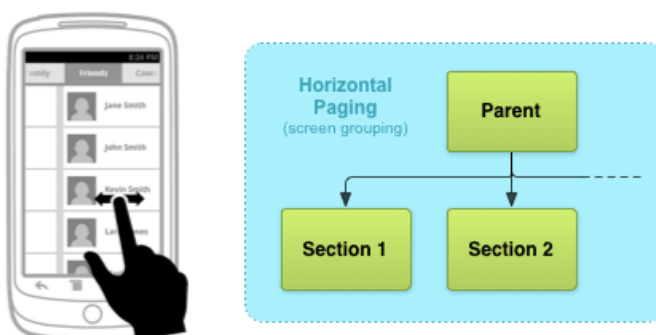 8:24 PM
Friends
Jane Smith
John Smith
Kevin Smith
Horizontal
Paging
(screen grouping)
Parent
Section 1
Section 2